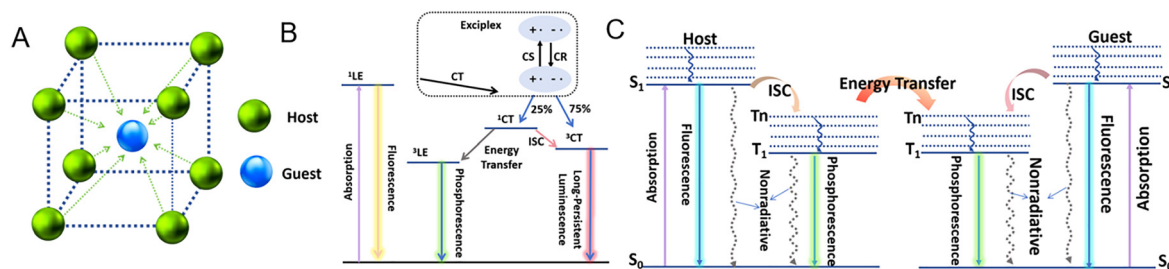 A
Host
Guest
B
Exciplex
+· -·
CS
CR
+· -·
CT
¹LE
25%
75%
¹CT
³CT
ISC
Energy
Transfer
³LE
Absorption
Fluorescence
Phosphorescence
Long-Persistent
Luminescence
C
Host
Guest
S₁
ISC
Energy Transfer
ISC
S₁
Tn
Tn
T₁
T₁
Absorption
Fluorescence
Nonradiative
Phosphorescence
Phosphorescence
Nonradiative
Fluorescence
Absorption
S₀